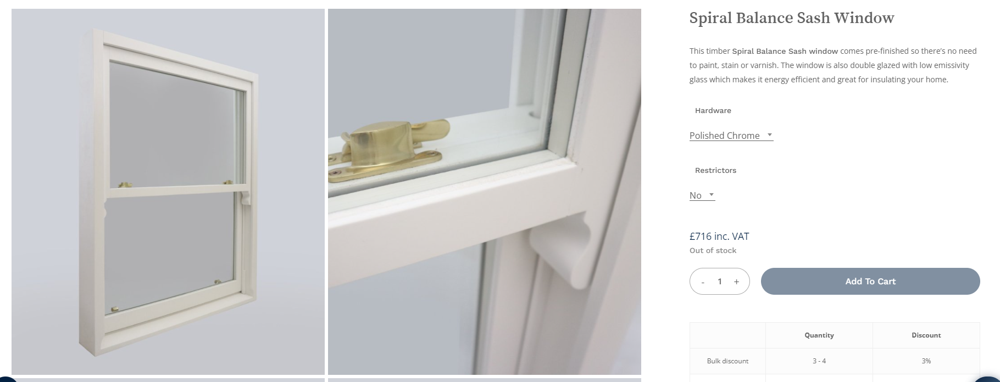 Spiral Balance Sash Window
This timber Spiral Balance Sash window comes pre-finished so there’s no need
to paint, stain or varnish. The window is also double glazed with low emissivity
glass which makes it energy efficient and great for insulating your home.
Hardware
Polished Chrome
Restrictors
No
£716 inc. VAT
Out of stock
- 1 + Add To Cart
Quantity Discount
Bulk discount 3 - 4 3%